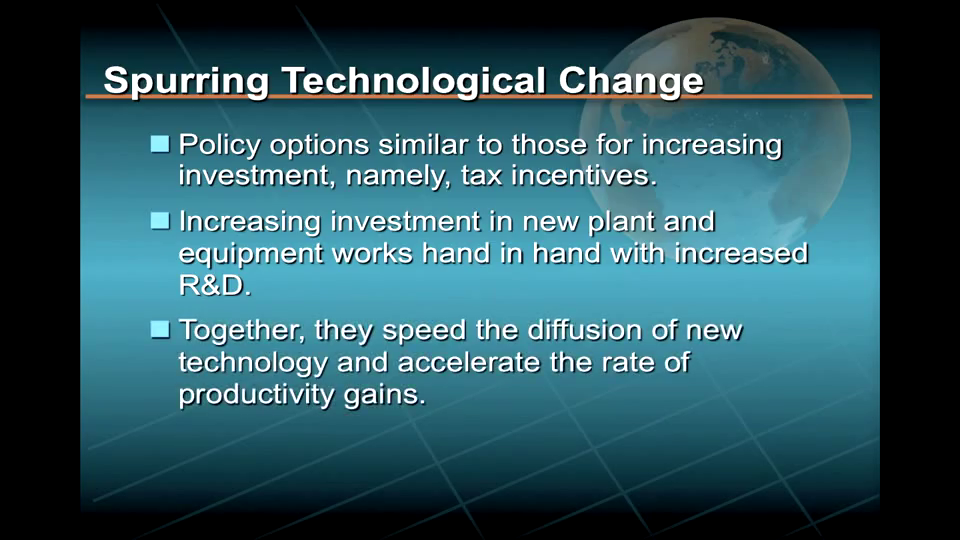 Spurring Technological Change
Policy options similar to those for increasing
investment, namely, tax incentives.
Increasing investment in new plant and
equipment works hand in hand with increased
R&D.
Together, they speed the diffusion of new
technology and accelerate the rate of
productivity gains.